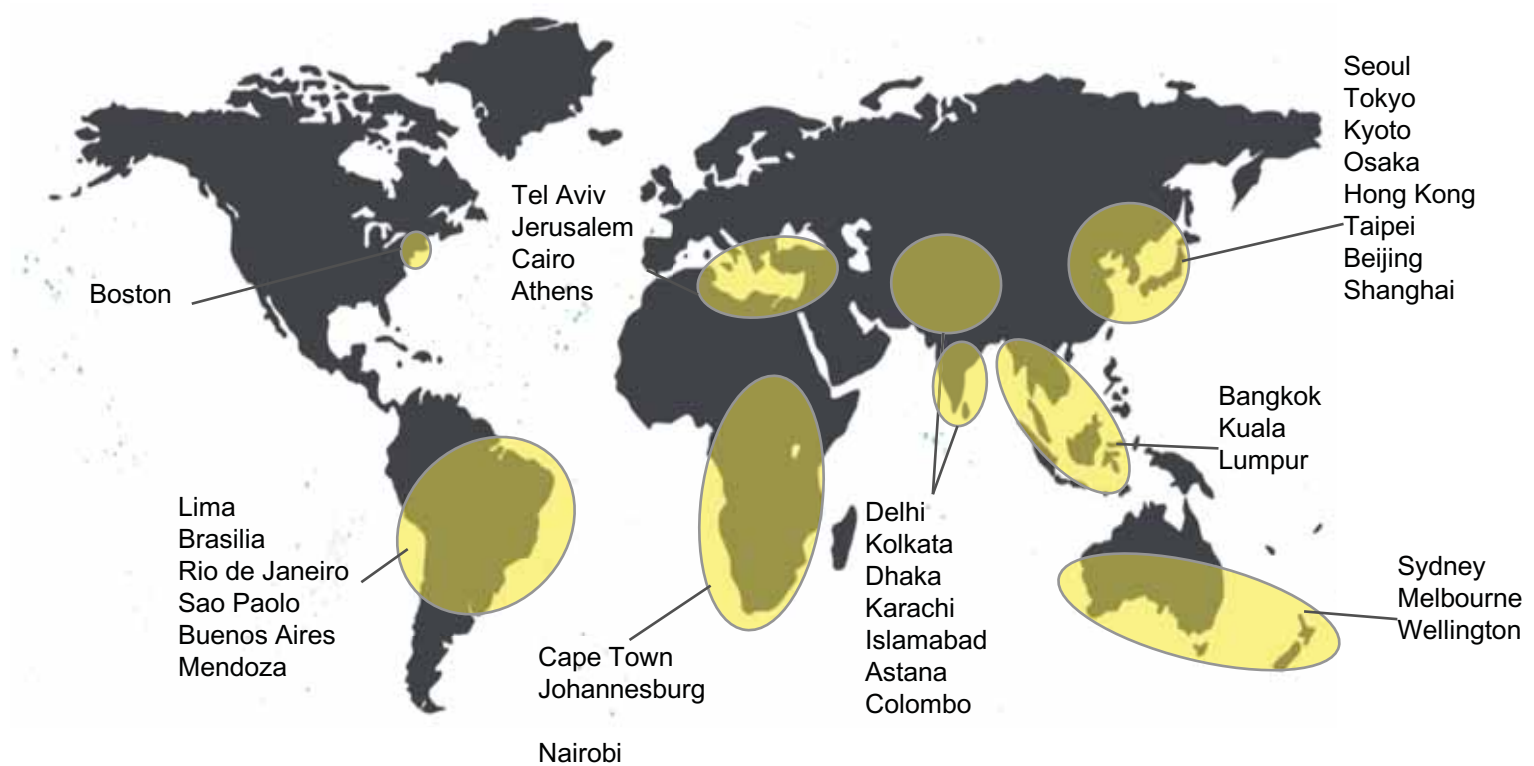 Seoul
Tokyo
Kyoto
Osaka
Hong Kong
Taipei
Beijing
Shanghai
Tel Aviv
Jerusalem
Cairo
Athens
Boston
Bangkok
Kuala
Lumpur
Lima
Brasilia
Rio de Janeiro
Sao Paolo
Buenos Aires
Mendoza
Delhi
Kolkata
Dhaka
Karachi
Islamabad
Astana
Colombo
Sydney
Melbourne
Wellington
Cape Town
Johannesburg
Nairobi